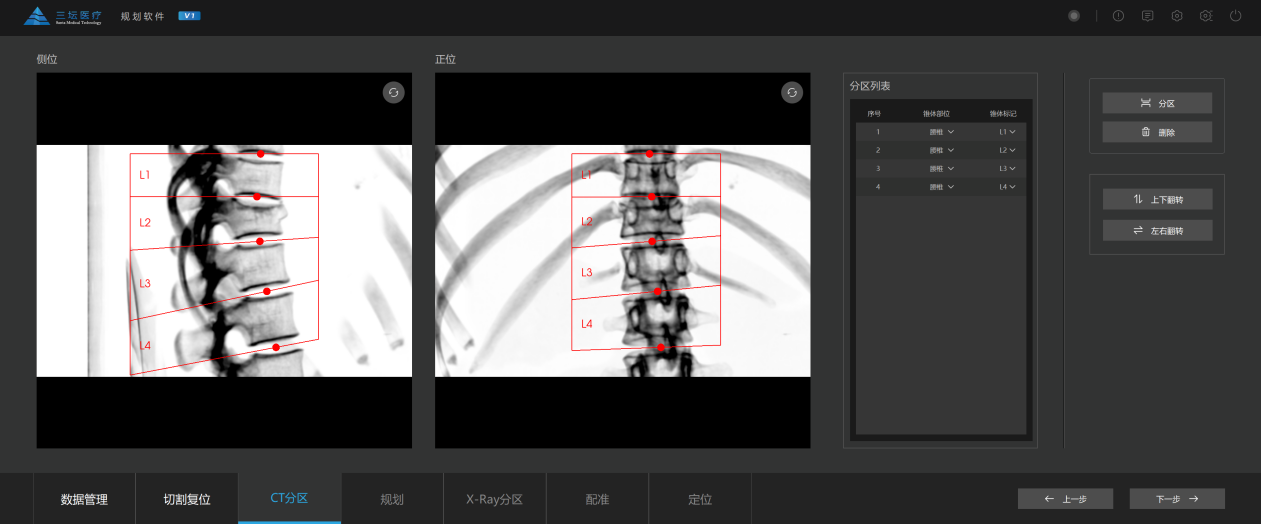 三坛医疗
Santa Medical Technology
规划软件 V1
侧位
正位
L1
L2
L3
L4
L1
L2
L3
L4
分区列表
序号 锥体部位 锥体标记
1 腰椎 L1
2 腰椎 L2
3 腰椎 L3
4 腰椎 L4
分区
删除
上下翻转
左右翻转
数据管理 切割复位 CT分区 规划 X-Ray分区 配准 定位
上一步 下一步